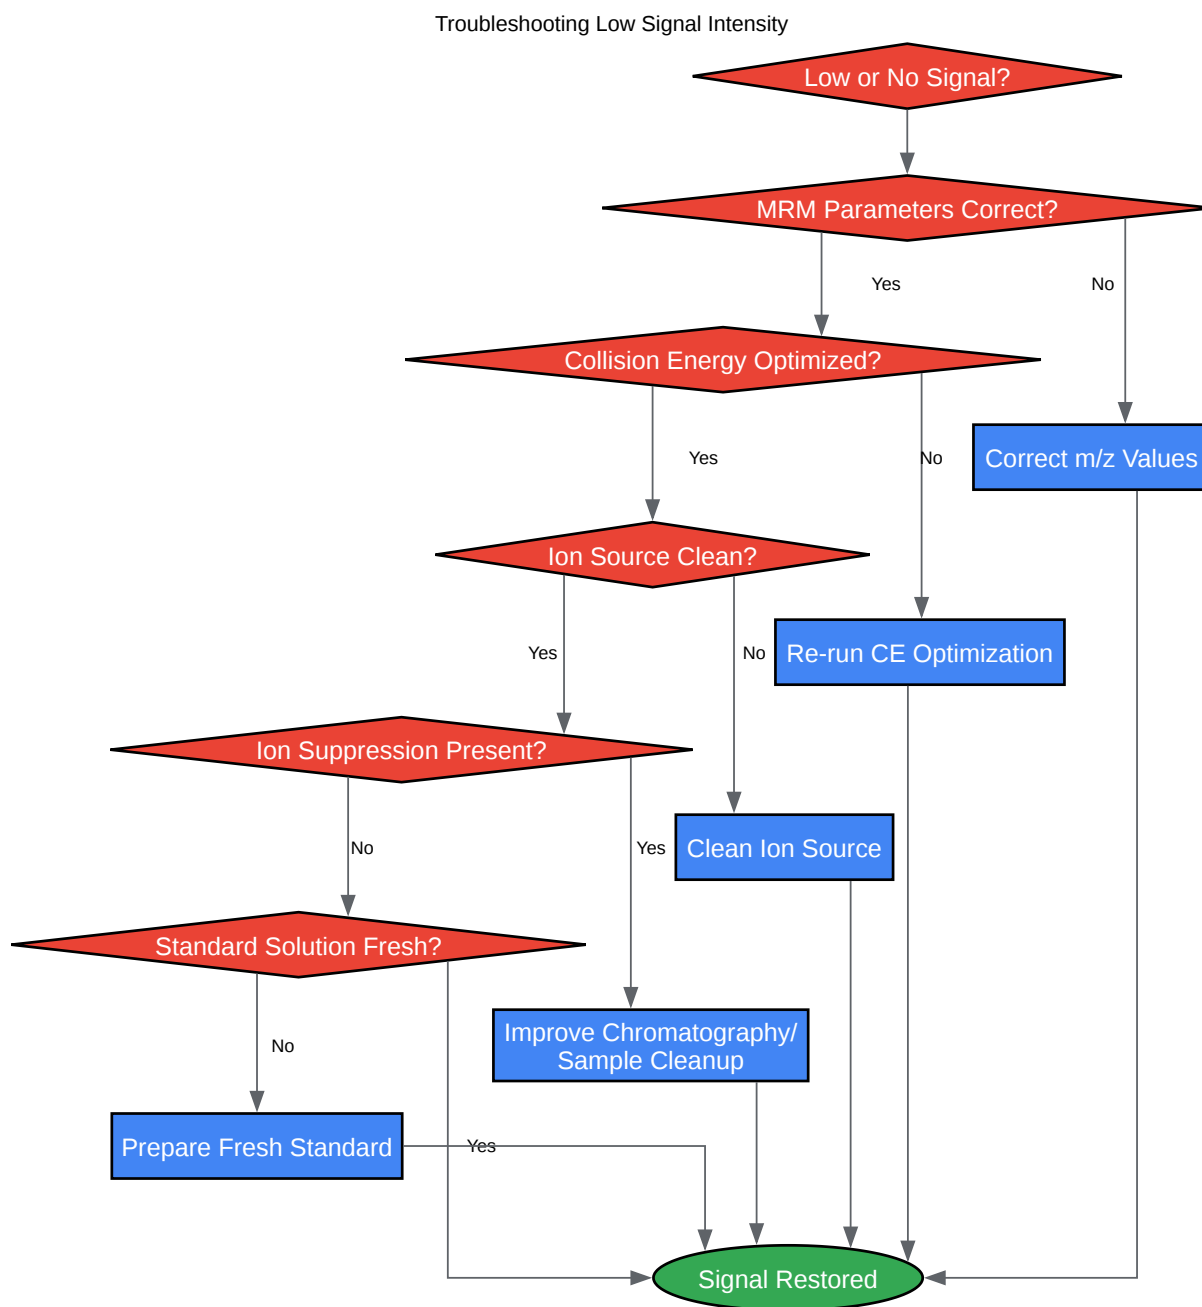 Troubleshooting Low Signal Intensity
Low or No Signal?
MRM Parameters Correct?
Yes
No
Collision Energy Optimized?
Yes
No
Correct m/z Values
Ion Source Clean?
Yes
No
Re-run CE Optimization
Ion Suppression Present?
No
Yes
Clean Ion Source
Standard Solution Fresh?
No
Improve Chromatography/
Sample Cleanup
Prepare Fresh Standard
Yes
Signal Restored